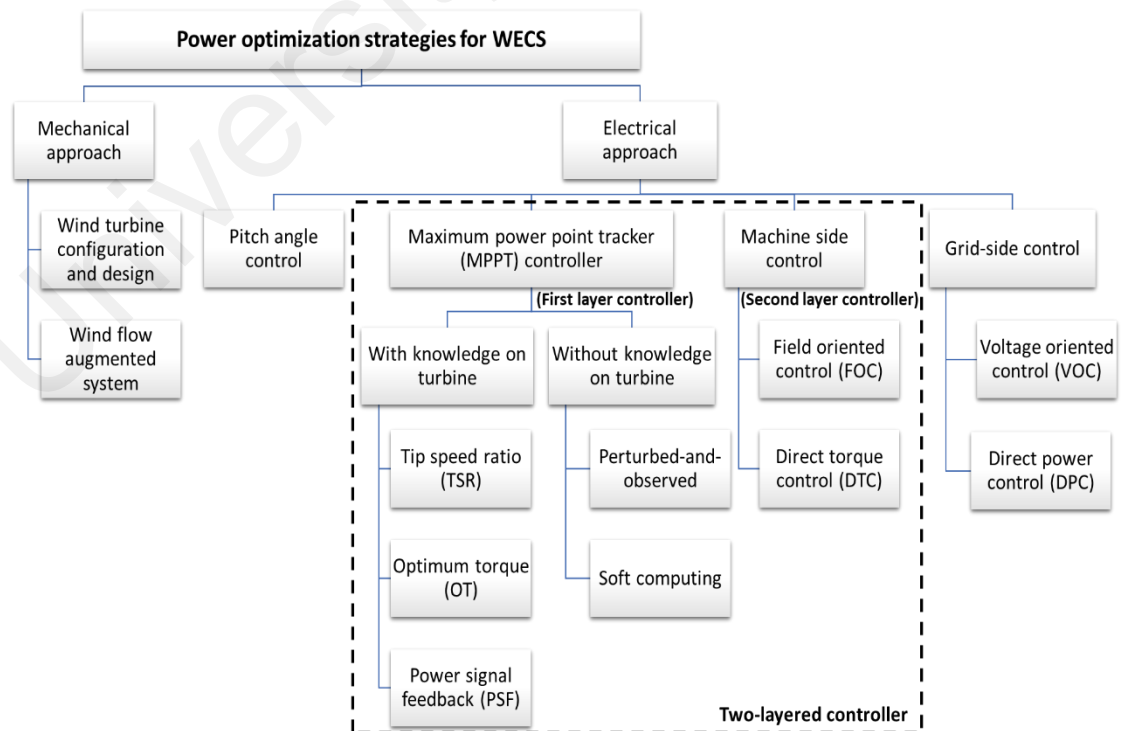 Power optimization strategies for WECS
Mechanical
approach
Electrical
approach
Wind turbine
configuration
and design
Wind flow
augmented
system
Pitch angle
control
Maximum power point tracker
(MPPT) controller
(First layer controller)
With knowledge on
turbine
Tip speed ratio
(TSR)
Optimum torque
(OT)
Power signal
feedback (PSF)
Without knowledge
on turbine
Perturbed-and-
observed
Soft computing
Machine side
control
(Second layer controller)
Field oriented
control (FOC)
Direct torque
control (DTC)
Grid-side control
Voltage oriented
control (VOC)
Direct power
control (DPC)
Two-layered controller